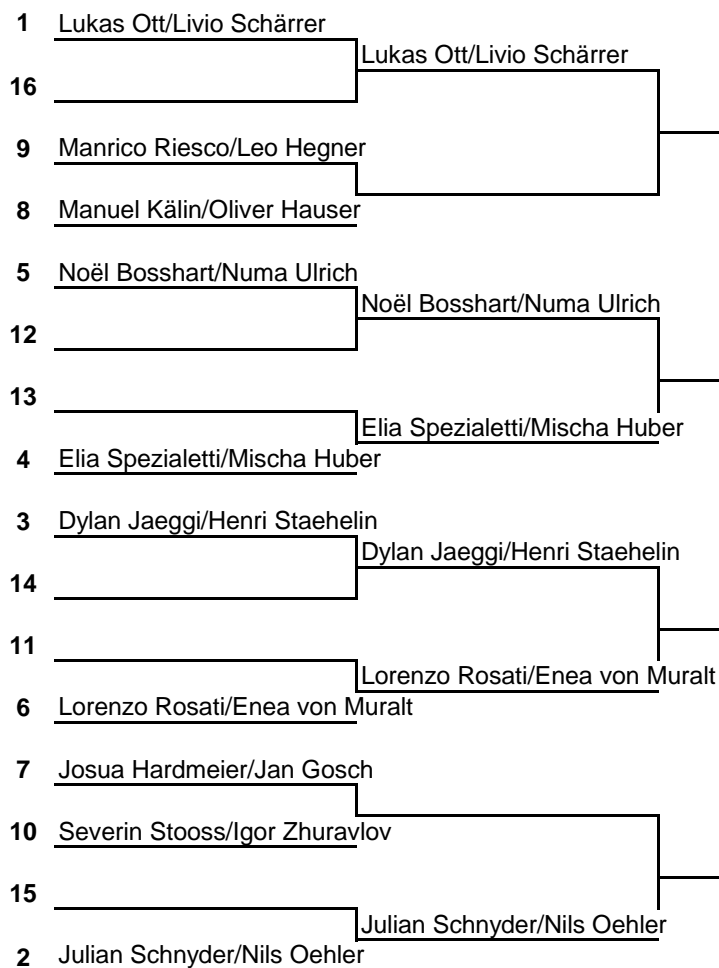 1 Lukas Ott/Livio Schärrer
Lukas Ott/Livio Schärrer
16
9 Manrico Riesco/Leo Hegner
8 Manuel Kälin/Oliver Hauser
5 Noël Bosshart/Numa Ulrich
Noël Bosshart/Numa Ulrich
12
13
Elia Spezialetti/Mischa Huber
4 Elia Spezialetti/Mischa Huber
3 Dylan Jaeggi/Henri Staehelin
Dylan Jaeggi/Henri Staehelin
14
11
Lorenzo Rosati/Enea von Muralt
6 Lorenzo Rosati/Enea von Muralt
7 Josua Hardmeier/Jan Gosch
10 Severin Stooss/Igor Zhuravlov
15
Julian Schnyder/Nils Oehler
2 Julian Schnyder/Nils Oehler